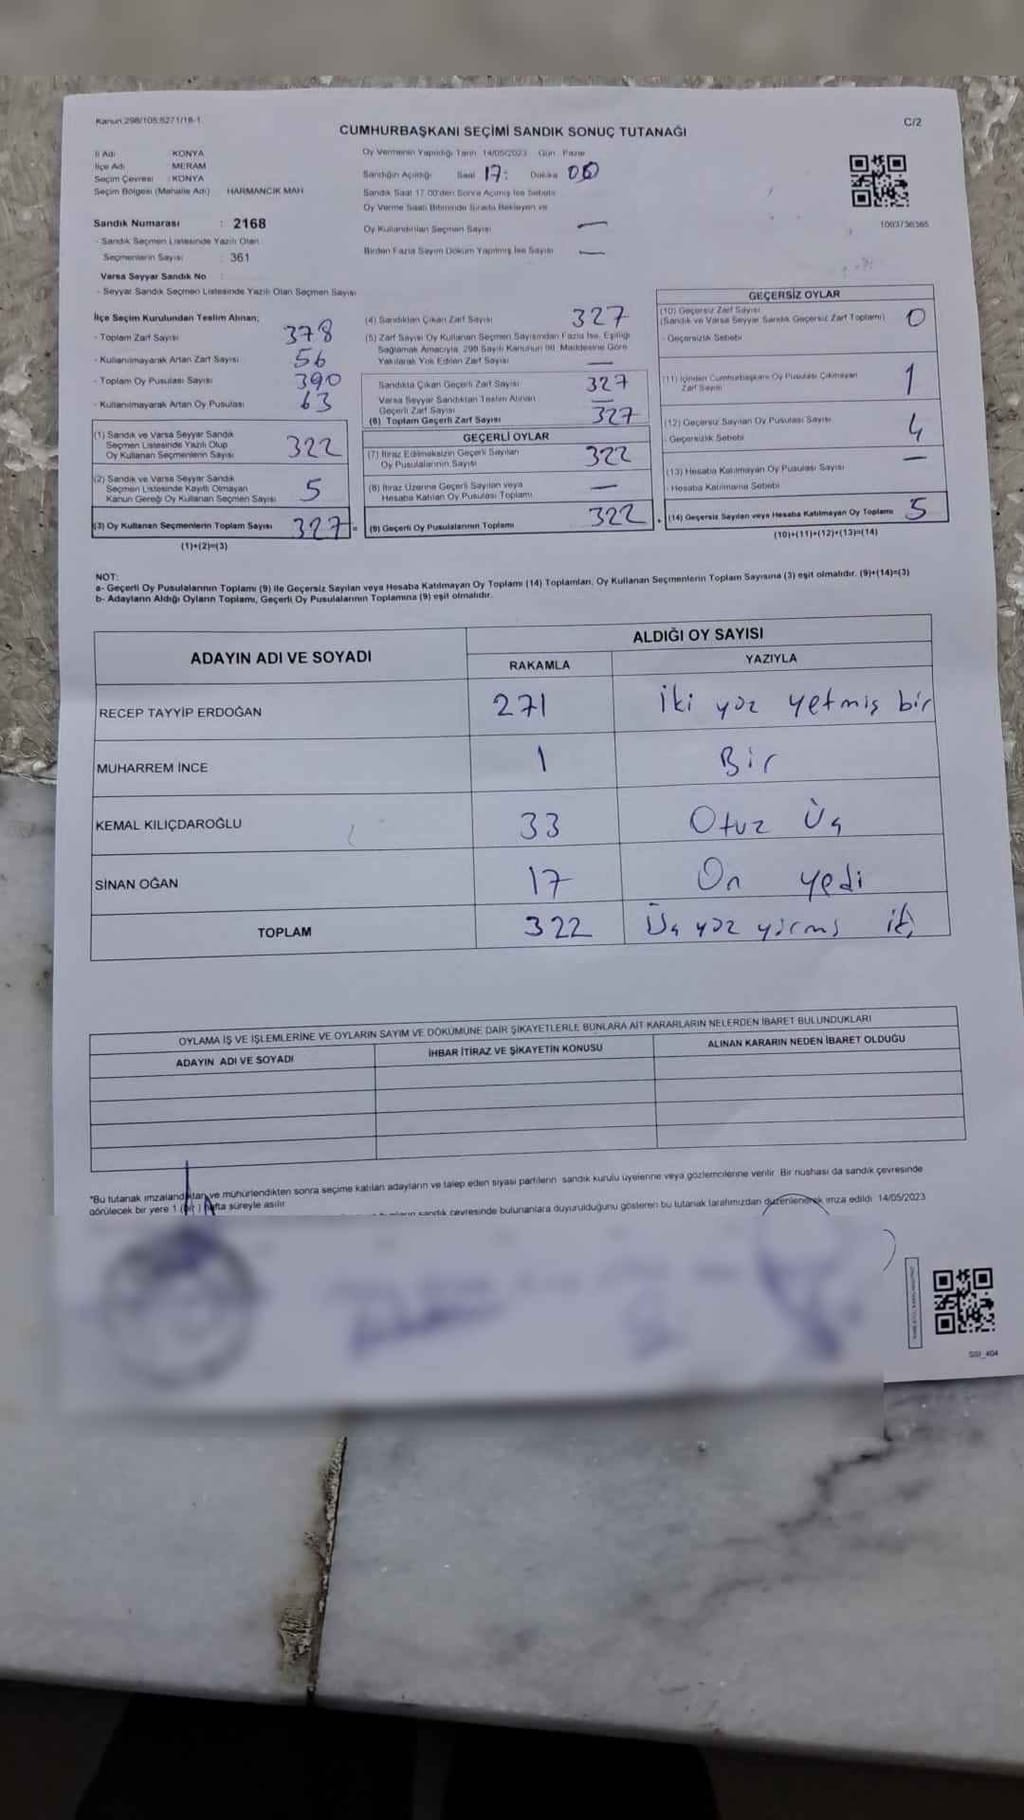 Kanun 298/105;6271/18-1
C/2
CUMHURBAŞKANI SEÇİMİ SANDIK SONUÇ TUTANAĞI
İl Adı KONYA
İlçe Adı MERAM
Seçim Çevresi : KONYA
Seçim Bölgesi (Mahalle Adı) HARMANCIK MAH
Sandık Numarası : 2168
- Sandık Seçmen Listesinde Yazılı Olan
Seçmenlerin Sayısı : 361
Varsa Seyyar Sandık No
- Seyyar Sandık Seçmen Listesinde Yazılı Olan Seçmen Sayısı
Oy Vermenin Yapıldığı Tarih 14/05/2023 Gün Pazar
Sandığın Açıldığı Saat 17: Dakika 00
Sandık Saat 17.00'den Sonra Açılmış İse Sebebi
Oy Verme Saati Bitiminde Sırada Bekleyen ve
Oy Kullandırılan Seçmen Sayısı —
Birden Fazla Sayım Döküm Yapılmış İse Sayısı —
1003736365
İlçe Seçim Kurulundan Teslim Alınan;
- Toplam Zarf Sayısı 378
- Kullanılmayarak Artan Zarf Sayısı 56
- Toplam Oy Pusulası Sayısı 390
- Kullanılmayarak Artan Oy Pusulası 63
(1) Sandık ve Varsa Seyyar Sandık
Seçmen Listesinde Yazılı Olup
Oy Kullanan Seçmenlerin Sayısı 322
(2) Sandık ve Varsa Seyyar Sandık
Seçmen Listesinde Kayıtlı Olmayan
Kanun Gereği Oy Kullanan Seçmen Sayısı 5
(3) Oy Kullanan Seçmenlerin Toplam Sayısı 327 =
(1)+(2)=(3)
(4) Sandıktan Çıkan Zarf Sayısı 327
(5) Zarf Sayısı Oy Kullanan Seçmen Sayısından Fazla İse, Eşitliği
Sağlamak Amacıyla, 298 Sayılı Kanunun 98. Maddesine Göre
Yakılarak Yok Edilen Zarf Sayısı —
Sandıkta Çıkan Geçerli Zarf Sayısı 327
Varsa Seyyar Sandıktan Teslim Alınan
Geçerli Zarf Sayısı —
(6) Toplam Geçerli Zarf Sayısı 327
GEÇERLİ OYLAR
(7) İtiraz Edilmeksizin Geçerli Sayılan
Oy Pusulalarının Sayısı 322
(8) İtiraz Üzerine Geçerli Sayılan veya
Hesaba Katılan Oy Pusulası Toplamı —
(9) Geçerli Oy Pusulalarının Toplamı 322 +
GEÇERSİZ OYLAR
(10) Geçersiz Zarf Sayısı
(Sandık ve Varsa Seyyar Sandık Geçersiz Zarf Toplamı) 0
- Geçersizlik Sebebi
(11) İçinden Cumhurbaşkanı Oy Pusulası Çıkmayan
Zarf Sayısı 1
(12) Geçersiz Sayılan Oy Pusulası Sayısı 4
- Geçersizlik Sebebi
(13) Hesaba Katılmayan Oy Pusulası Sayısı —
- Hesaba Katılmama Sebebi
(14) Geçersiz Sayılan veya Hesaba Katılmayan Oy Toplamı 5
(10)+(11)+(12)+(13)=(14)
NOT:
a- Geçerli Oy Pusulalarının Toplamı (9) ile Geçersiz Sayılan veya Hesaba Katılmayan Oy Toplamı (14) Toplamları, Oy Kullanan Seçmenlerin Toplam Sayısına (3) eşit olmalıdır. (9)+(14)=(3)
b- Adayların Aldığı Oyların Toplamı, Geçerli Oy Pusulalarının Toplamına (9) eşit olmalıdır.
ADAYIN ADI VE SOYADI
ALDIĞI OY SAYISI
RAKAMLA YAZIYLA
RECEP TAYYİP ERDOĞAN 271 İki yüz yetmiş bir
MUHARREM İNCE 1 Bir
KEMAL KILIÇDAROĞLU 33 Otuz Üç
SİNAN OĞAN 17 On yedi
TOPLAM 322 Üç yüz yirmi iki
OYLAMA İŞ VE İŞLEMLERİNE VE OYLARIN SAYIM VE DÖKÜMÜNE DAİR ŞİKAYETLERLE BUNLARA AİT KARARLARIN NELERDEN İBARET BULUNDUKLARI
ADAYIN ADI VE SOYADI İHBAR İTİRAZ VE ŞİKAYETİN KONUSU ALINAN KARARIN NEDEN İBARET OLDUĞU
*Bu tutanak imzalandıktan ve mühürlendikten sonra seçime katılan adayların ve talep eden siyasi partilerin sandık kurulu üyelerine veya gözlemcilerine verilir. Bir nüshası da sandık çevresinde
görülecek bir yere 1 (bir) hafta süreyle asılır. sandık çevresinde bulunanlara duyurulduğunu gösteren bu tutanak tarafımızdan düzenlenerek imza edildi. 14/05/2023
SSI_404